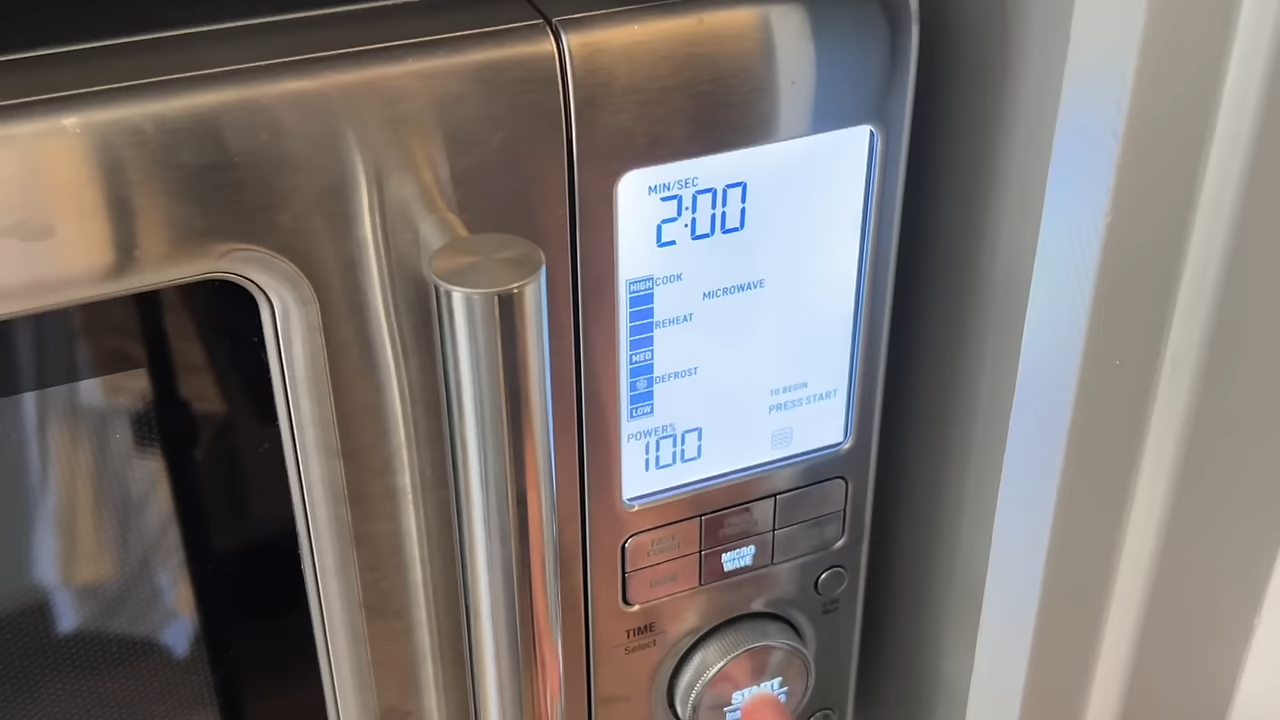 MIN/SEC
2:00
HIGH COOK
MICROWAVE
REHEAT
MED
DEFROST
LOW
TO BEGIN
PRESS START
POWER%
100
MICRO
WAVE
TIME
Select
START